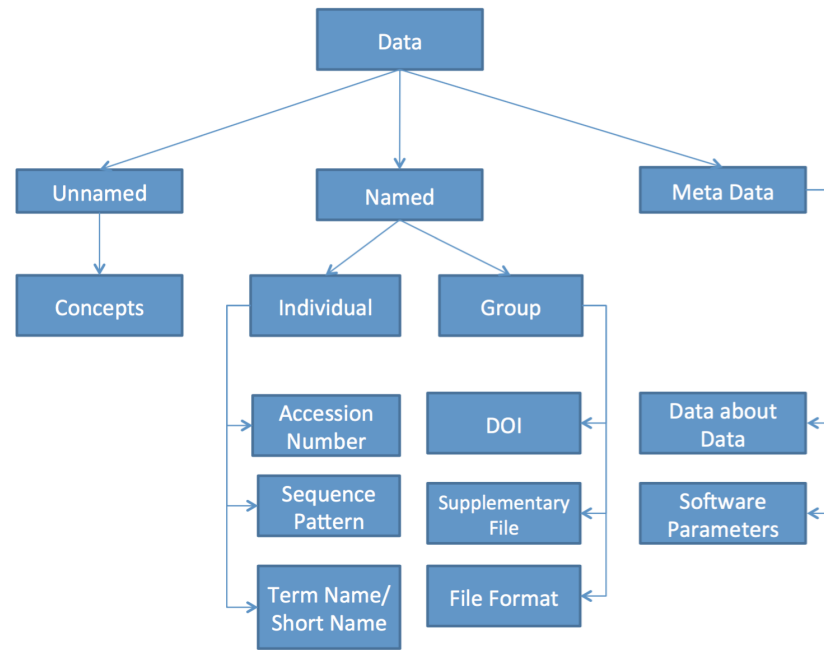 Data
Unnamed
Named
Meta Data
Concepts
Individual
Group
Accession
Number
DOI
Data about
Data
Sequence
Pattern
Supplementary
File
Software
Parameters
Term Name/
Short Name
File Format